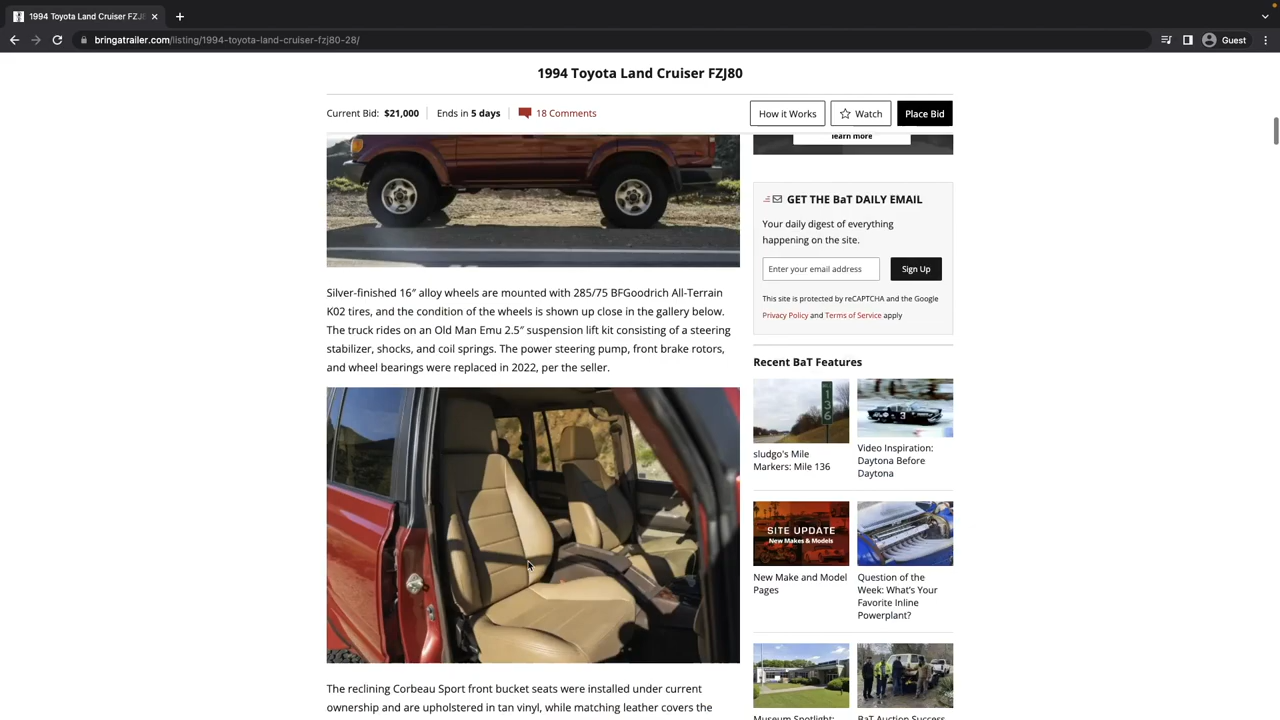 1994 Toyota Land Cruiser FZJ8
bringatrailer.com/listing/1994-toyota-land-cruiser-fzj80-28/
Guest
1994 Toyota Land Cruiser FZJ80
Current Bid: $21,000
Ends in 5 days
18 Comments
How it Works
Watch
Place Bid
learn more
GET THE BaT DAILY EMAIL
Your daily digest of everything
happening on the site.
Enter your email address
Sign Up
This site is protected by reCAPTCHA and the Google
Privacy Policy and Terms of Service apply
Silver-finished 16″ alloy wheels are mounted with 285/75 BFGoodrich All-Terrain
K02 tires, and the condition of the wheels is shown up close in the gallery below.
The truck rides on an Old Man Emu 2.5″ suspension lift kit consisting of a steering
stabilizer, shocks, and coil springs. The power steering pump, front brake rotors,
and wheel bearings were replaced in 2022, per the seller.
Recent BaT Features
136
3
sludgo's Mile
Markers: Mile 136
Video Inspiration:
Daytona Before
Daytona
SITE UPDATE
New Makes & Models
New Make and Model
Pages
Question of the
Week: What's Your
Favorite Inline
Powerplant?
Museum Spotlight:
BaT Auction Success
The reclining Corbeau Sport front bucket seats were installed under current
ownership and are upholstered in tan vinyl, while matching leather covers the